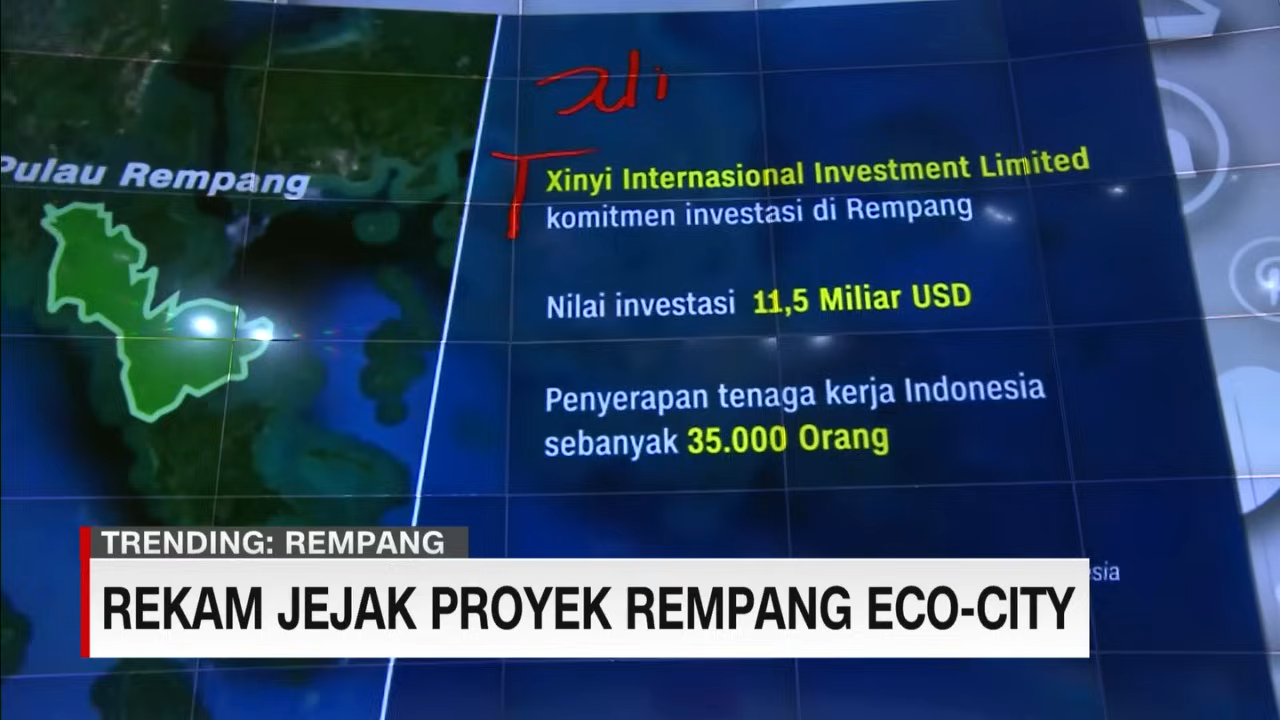 Juli
Pulau Rempang
Xinyi Internasional Investment Limited
komitmen investasi di Rempang
Nilai investasi 11,5 Miliar USD
Penyerapan tenaga kerja Indonesia
sebanyak 35.000 Orang
TRENDING: REMPANG
REKAM JEJAK PROYEK REMPANG ECO-CITY